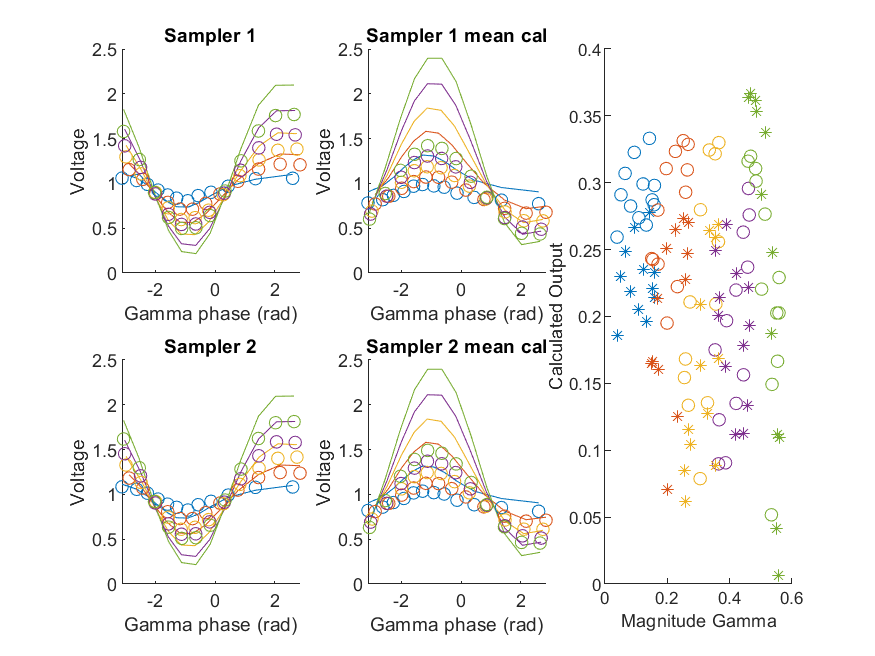 Sampler 1
2.5
2
1.5
1
0.5
0
Voltage
-2 0 2
Gamma phase (rad)
Sampler 1 mean cal
2.5
2
1.5
1
0.5
0
Voltage
-2 0 2
Gamma phase (rad)
Sampler 2
2.5
2
1.5
1
0.5
0
Voltage
-2 0 2
Gamma phase (rad)
Sampler 2 mean cal
2.5
2
1.5
1
0.5
0
Voltage
-2 0 2
Gamma phase (rad)
0.4
0.35
0.3
0.25
0.2
0.15
0.1
0.05
0
Calculated Output
0 0.2 0.4 0.6
Magnitude Gamma